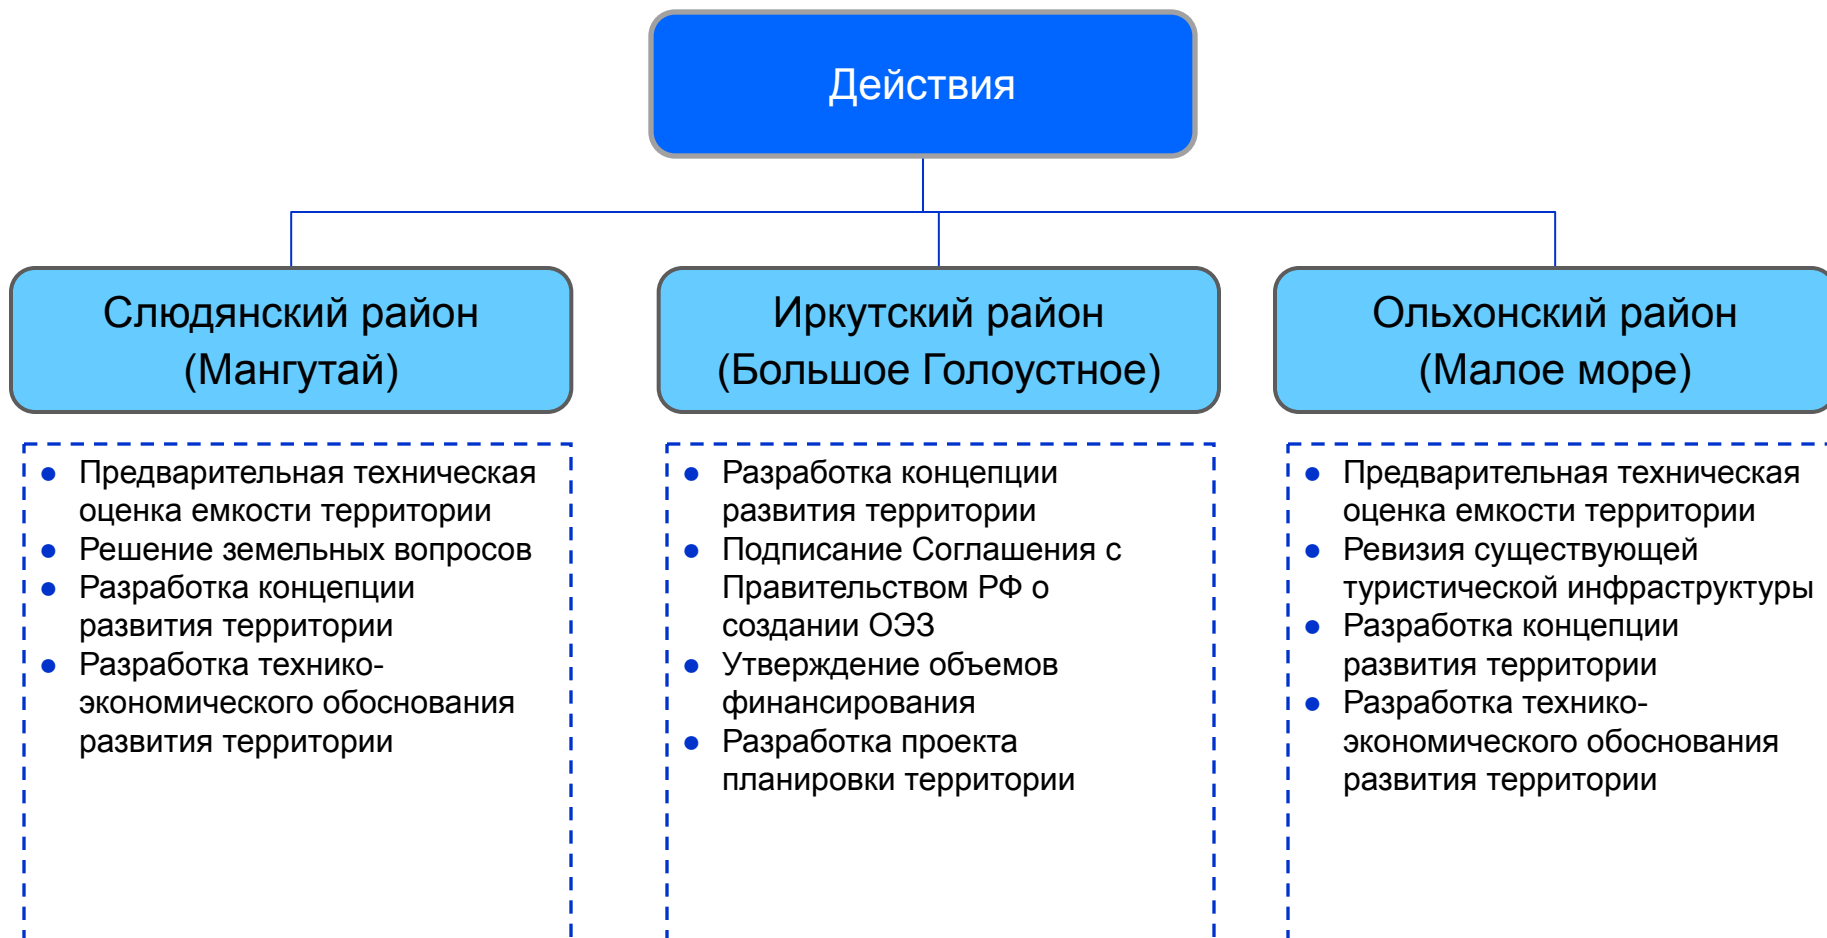 Действия
Слюдянский район
(Мангутай)
Иркутский район
(Большое Голоустное)
Ольхонский район
(Малое море)
● Предварительная техническая
оценка емкости территории
● Решение земельных вопросов
● Разработка концепции
развития территории
● Разработка технико-
экономического обоснования
развития территории
● Разработка концепции
развития территории
● Подписание Соглашения с
Правительством РФ о
создании ОЭЗ
● Утверждение объемов
финансирования
● Разработка проекта
планировки территории
● Предварительная техническая
оценка емкости территории
● Ревизия существующей
туристической инфраструктуры
● Разработка концепции
развития территории
● Разработка технико-
экономического обоснования
развития территории